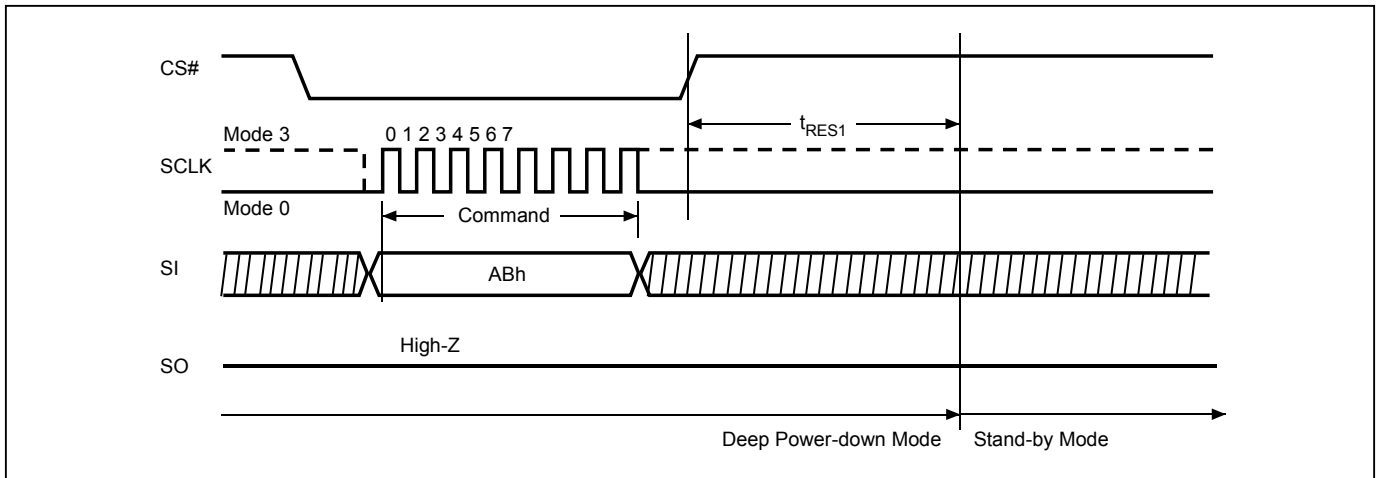 CS#
tRES1
Mode 3
0 1 2 3 4 5 6 7
SCLK
Mode 0
Command
SI
ABh
High-Z
SO
Deep Power-down Mode
Stand-by Mode